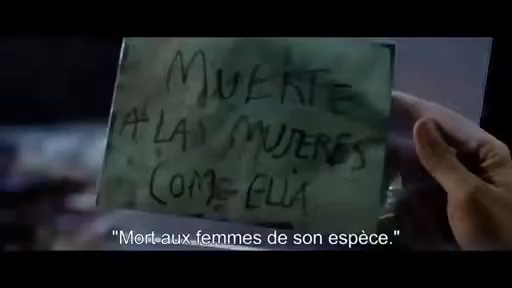 MUERTE
A LAS MUJERES
COMO ELLA
"Mort aux femmes de son espèce."